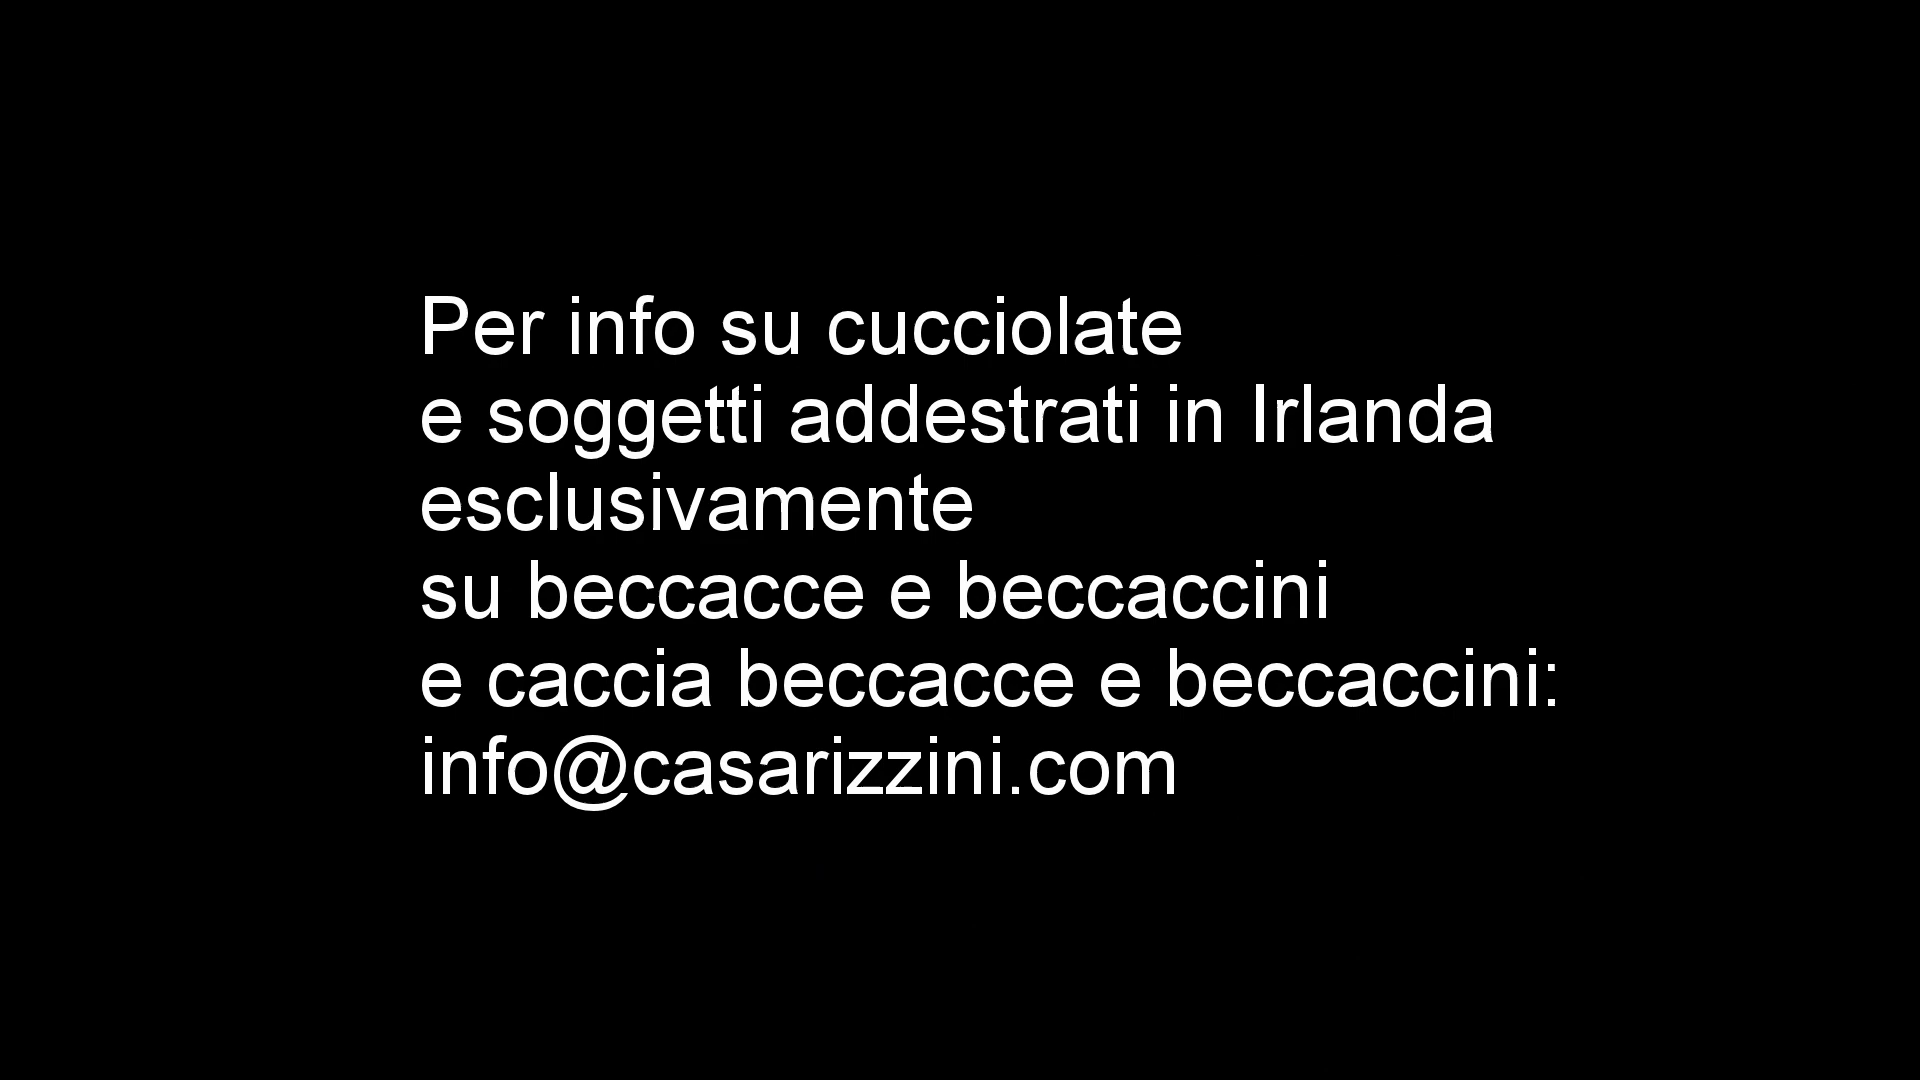 Per info su cucciolate
e soggetti addestrati in Irlanda
esclusivamente
su beccacce e beccaccini
e caccia beccacce e beccaccini:
info@casarizzini.com